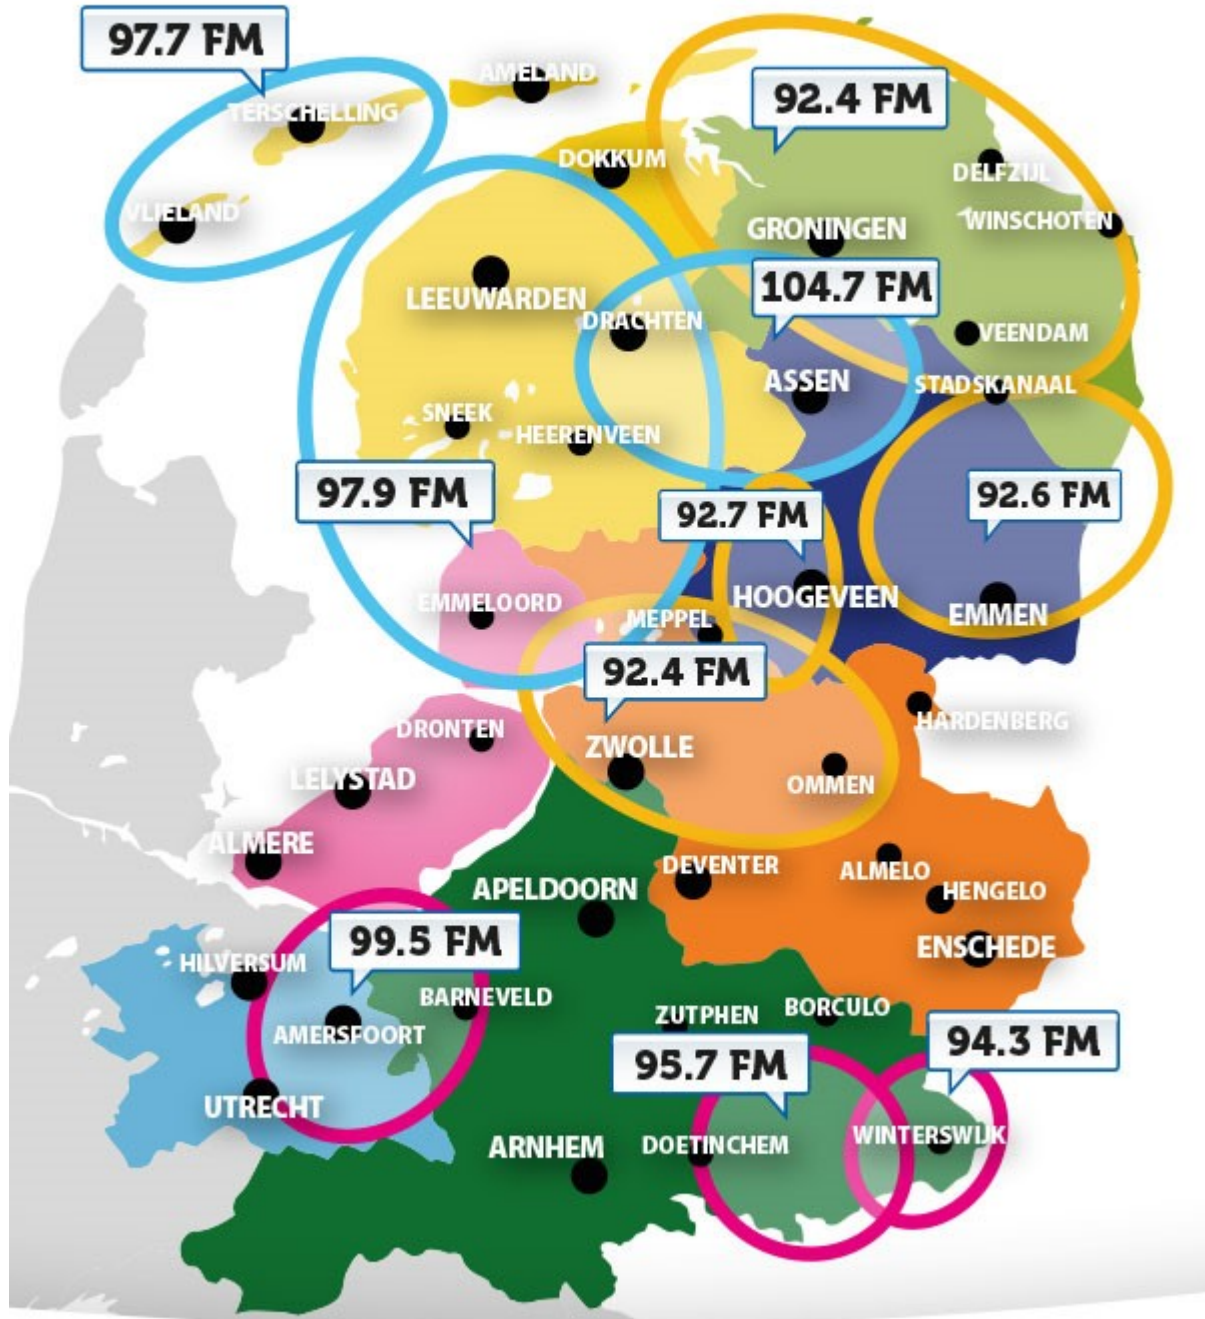 97.7 FM
AMELAND
TERSCHELLING
92.4 FM
DOKKUM
DELFZIJL
VLIELAND
WINSCHOTEN
GRONINGEN
104.7 FM
LEEUWARDEN
DRACHTEN
VEENDAM
ASSEN
STADSKANAAL
SNEEK
HEERENVEEN
97.9 FM
92.7 FM
92.6 FM
EMMELOORD
HOOGEVEEN
EMMEN
MEPPEL
92.4 FM
HARDENBERG
DRONTEN
ZWOLLE
LELYSTAD
OMMEN
ALMERE
DEVENTER
ALMELO
APELDOORN
HENGELO
99.5 FM
ENSCHEDE
HILVERSUM
BARNEVELD
BORCULO
ZUTPHEN
AMERSFOORT
94.3 FM
95.7 FM
UTRECHT
WINTERSWIJK
ARNHEM
DOETINCHEM